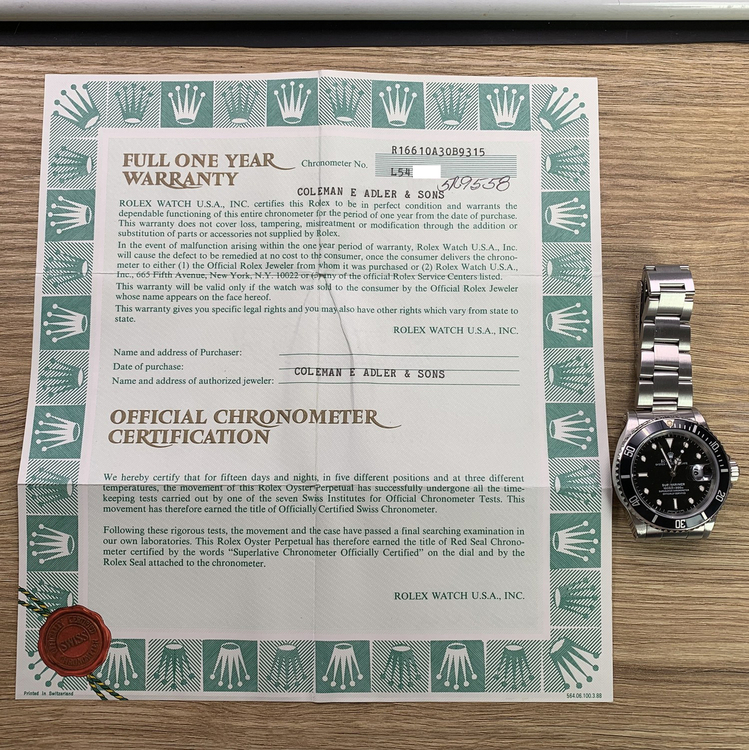 FULL ONE YEAR
WARRANTY
Chronometer No.
R16610A30B9315
L54
COLEMAN E ADLER & SONS
ROLEX WATCH U.S.A., INC. certifies this Rolex to be in perfect condition and warrants the
dependable functioning of this entire chronometer for the period of one year from the date of purchase.
This warranty does not cover loss, tampering, mistreatment or modification through the addition or
substitution of parts or accessories not supplied by Rolex.
In the event of malfunction arising within the one year period of warranty, Rolex Watch U.S.A., Inc.
will cause the defect to be remedied at no cost to the consumer, once the consumer delivers the chrono-
meter to either (1) the Official Rolex Jeweler from whom it was purchased or (2) Rolex Watch U.S.A.,
Inc., 665 Fifth Avenue, New York, N.Y. 10022 or (3) any of the official Rolex Service Centers listed.
This warranty will be valid only if the watch was sold to the consumer by the Official Rolex Jeweler
whose name appears on the face hereof.
This warranty gives you specific legal rights and you may also have other rights which vary from state to
state.
ROLEX WATCH U.S.A., INC.
Name and address of Purchaser:
Date of purchase:
COLEMAN E ADLER & SONS
Name and address of authorized jeweler:
OFFICIAL CHRONOMETER
CERTIFICATION
We hereby certify that for fifteen days and nights, in five different positions and at three different
temperatures, the movement of this Rolex Oyster Perpetual has successfully undergone all the time-
keeping tests carried out by one of the seven Swiss Institutes for Official Chronometer Tests. This
movement has therefore earned the title of Officially Certified Swiss Chronometer.
Following these rigorous tests, the movement and the case have passed a final searching examination in
our own laboratories. This Rolex Oyster Perpetual has therefore earned the title of Red Seal Chrono-
meter certified by the words “Superlative Chronometer Officially Certified” on the dial and by the
Rolex Seal attached to the chronometer.
ROLEX WATCH U.S.A., INC.
SWISS
Printed in Switzerland
564.06.100.3.88
10
20
30
40
50